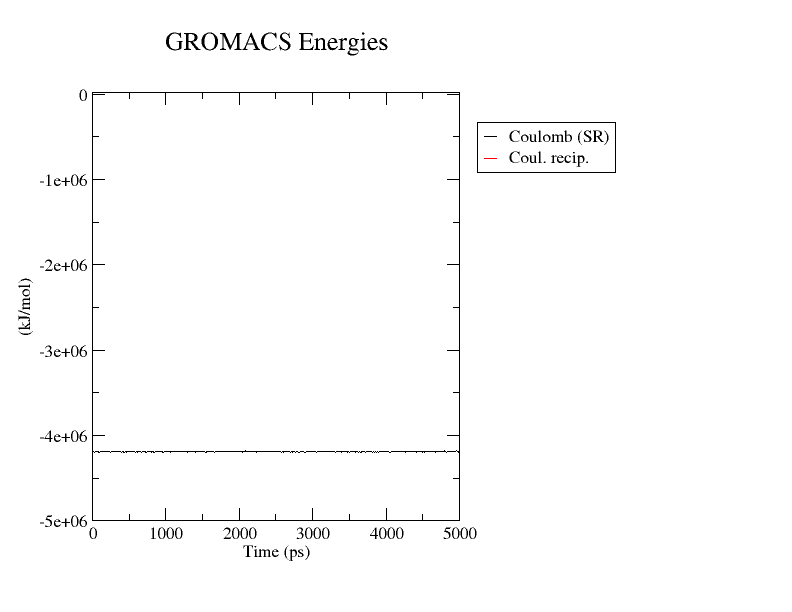 GROMACS Energies
0
-1e+06
-2e+06
-3e+06
-4e+06
-5e+06
(kJ/mol)
0 1000 2000 3000 4000 5000
Time (ps)
Coulomb (SR)
Coul. recip.